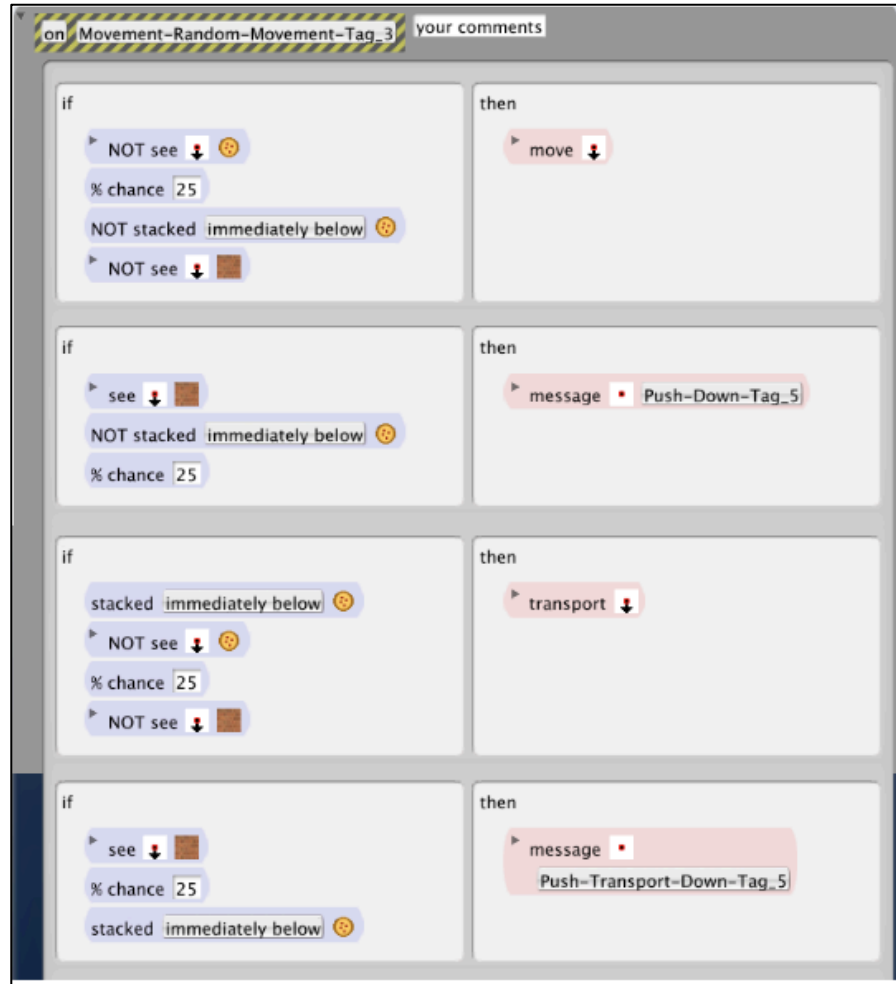 on Movement-Random-Movement-Tag_3 your comments
if
then
NOT see
move
% chance 25
NOT stacked immediately below
NOT see
if
then
see
message Push-Down-Tag_5
NOT stacked immediately below
% chance 25
if
then
stacked immediately below
transport
NOT see
% chance 25
NOT see
if
then
see
message
% chance 25
Push-Transport-Down-Tag_5
stacked immediately below